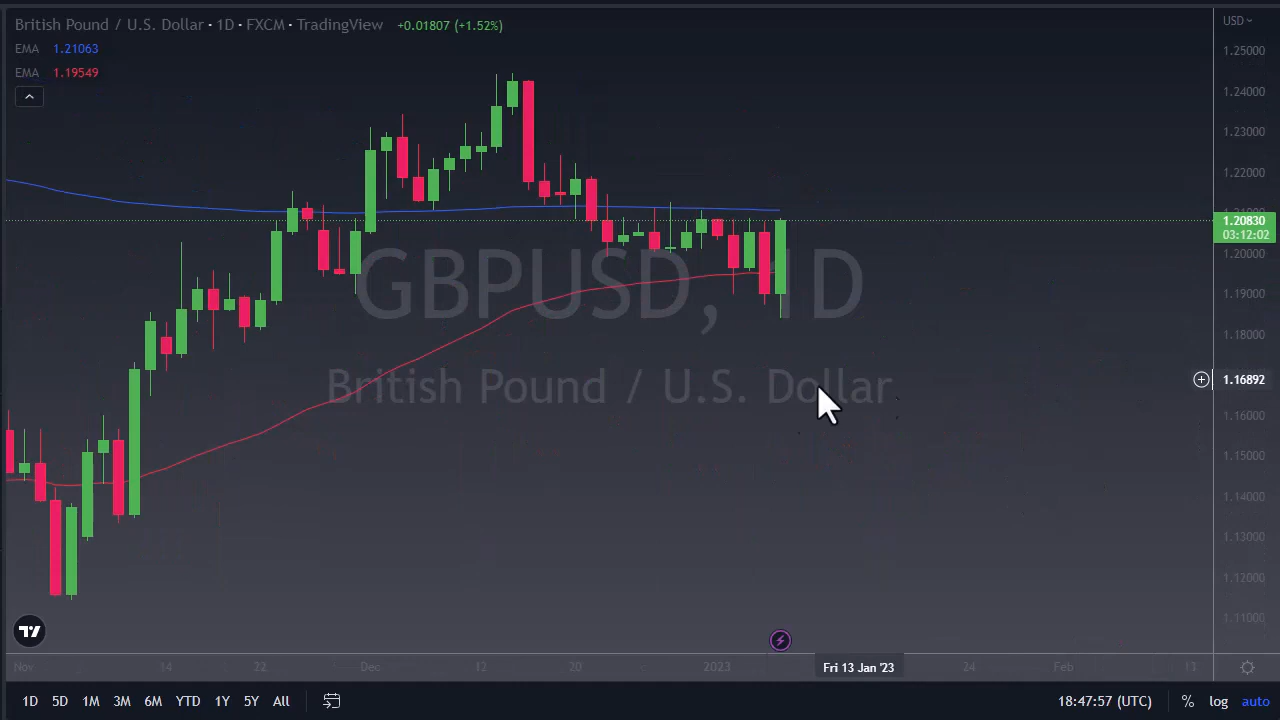 British Pound / U.S. Dollar · 1D · FXCM · TradingView +0.01807 (+1.52%)
USD
EMA 1.21063
EMA 1.19549
1.25000
1.24000
1.23000
1.22000
1.21000
1.20830
03:12:02
1.20000
1.19000
1.18000
1.16892
1.16000
1.15000
1.14000
1.13000
1.12000
1.11000
GBPUSD, 1D
British Pound / U.S. Dollar
Nov 14 22 Dec 12 20 2023 Fri 13 Jan '23 24 Feb 13
1D 5D 1M 3M 6M YTD 1Y 5Y All 18:47:57 (UTC) % log auto